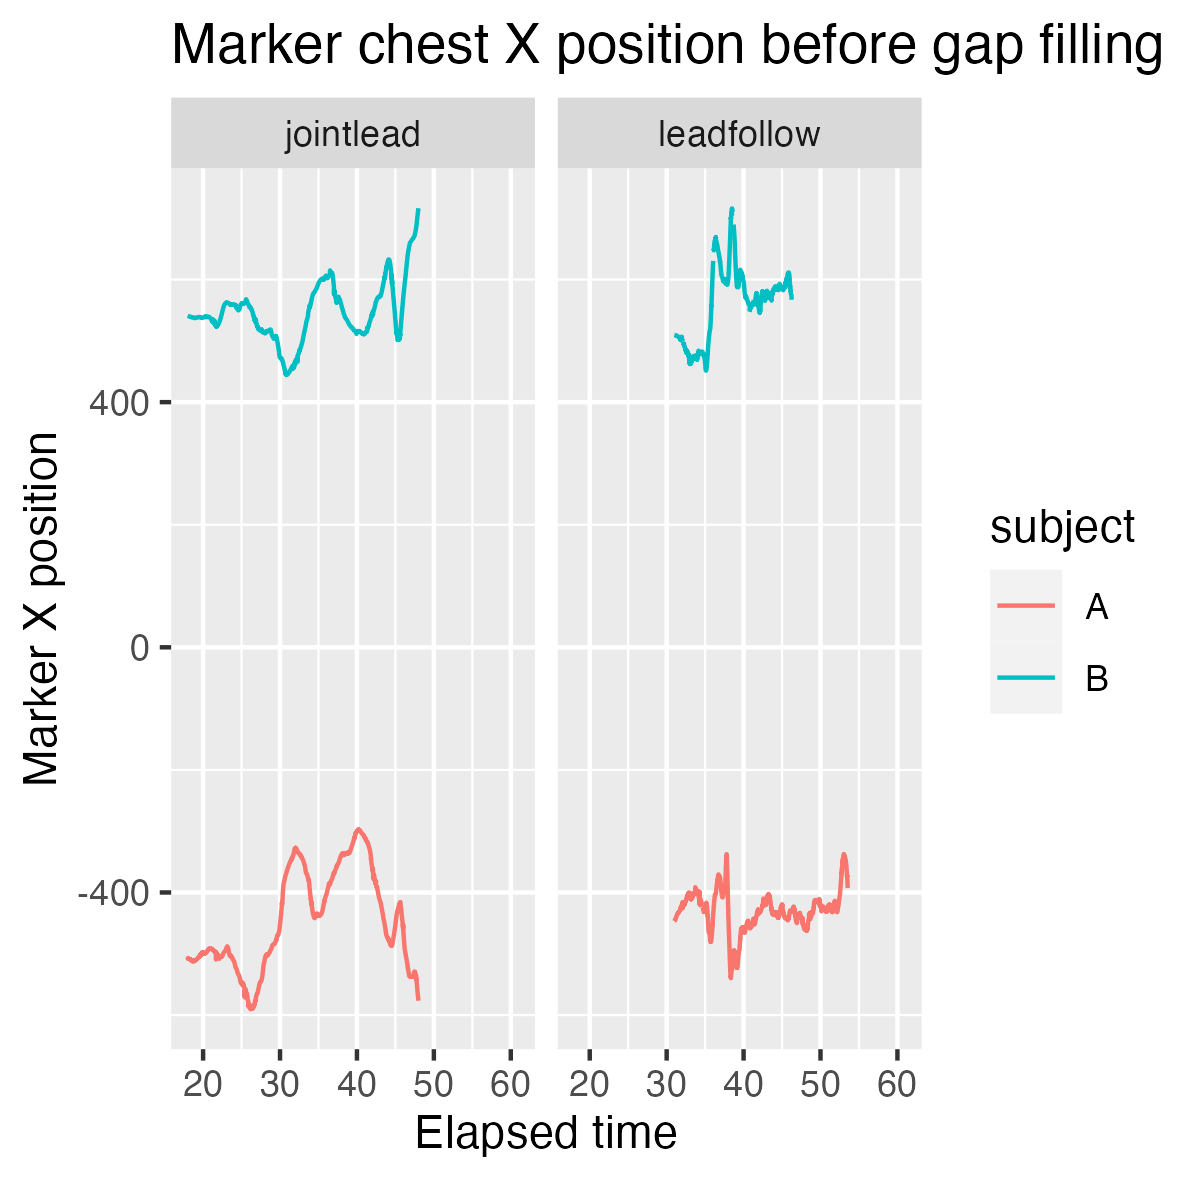 Marker chest X position before gap filling
jointlead
leadfollow
Marker X position
400
0
-400
20 30 40 50 60
20 30 40 50 60
Elapsed time
subject
A
B